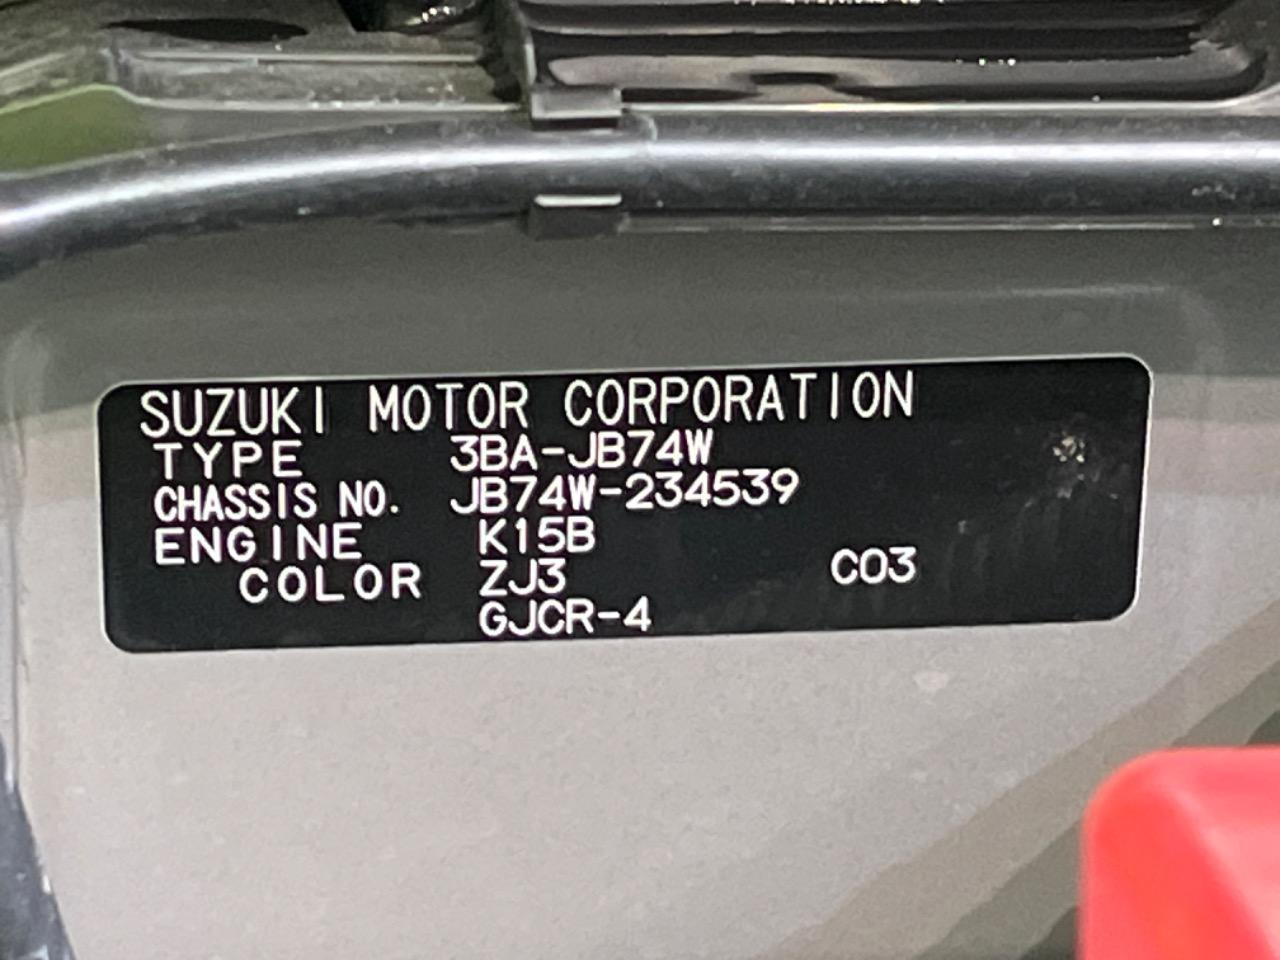 SUZUKI MOTOR CORPORATION
TYPE 3BA-JB74W
CHASSIS NO. JB74W-234539
ENGINE K15B
COLOR ZJ3 C03
GJCR-4